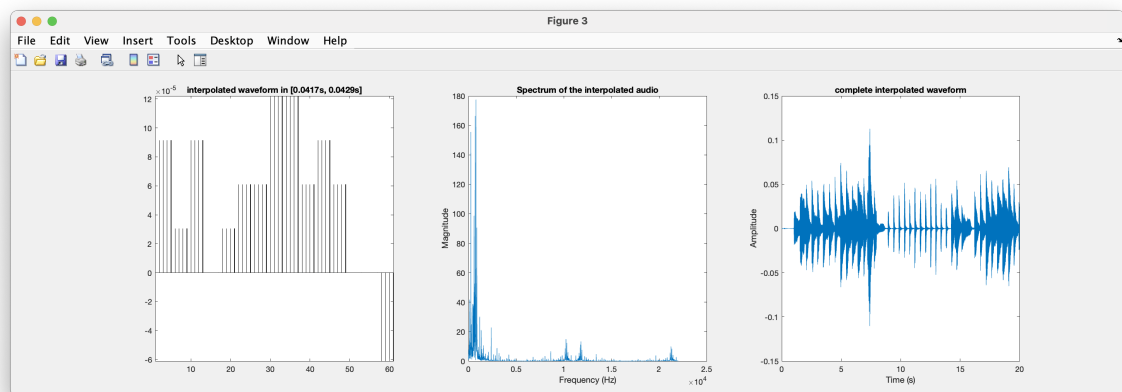 Figure 3
File Edit View Insert Tools Desktop Window Help
×10⁻⁵
interpolated waveform in [0.0417s, 0.0429s]
12
10
8
6
4
2
0
-2
-4
-6
10 20 30 40 50 60
Spectrum of the interpolated audio
Magnitude
180
160
140
120
100
80
60
40
20
0
0 0.5 1 1.5 2 2.5
Frequency (Hz)
×10⁴
complete interpolated waveform
Amplitude
0.15
0.1
0.05
0
-0.05
-0.1
-0.15
0 5 10 15 20
Time (s)